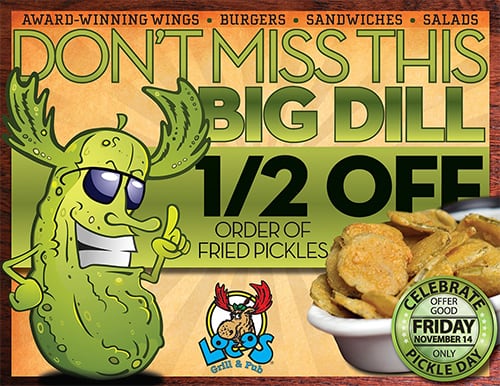 AWARD-WINNING WINGS • BURGERS • SANDWICHES • SALADS
DON'T MISS THIS
BIG DILL
1/2 OFF
ORDER OF
FRIED PICKLES
LOCOS
Grill & Pub
CELEBRATE
OFFER
GOOD
FRIDAY
NOVEMBER 14
ONLY
PICKLE DAY